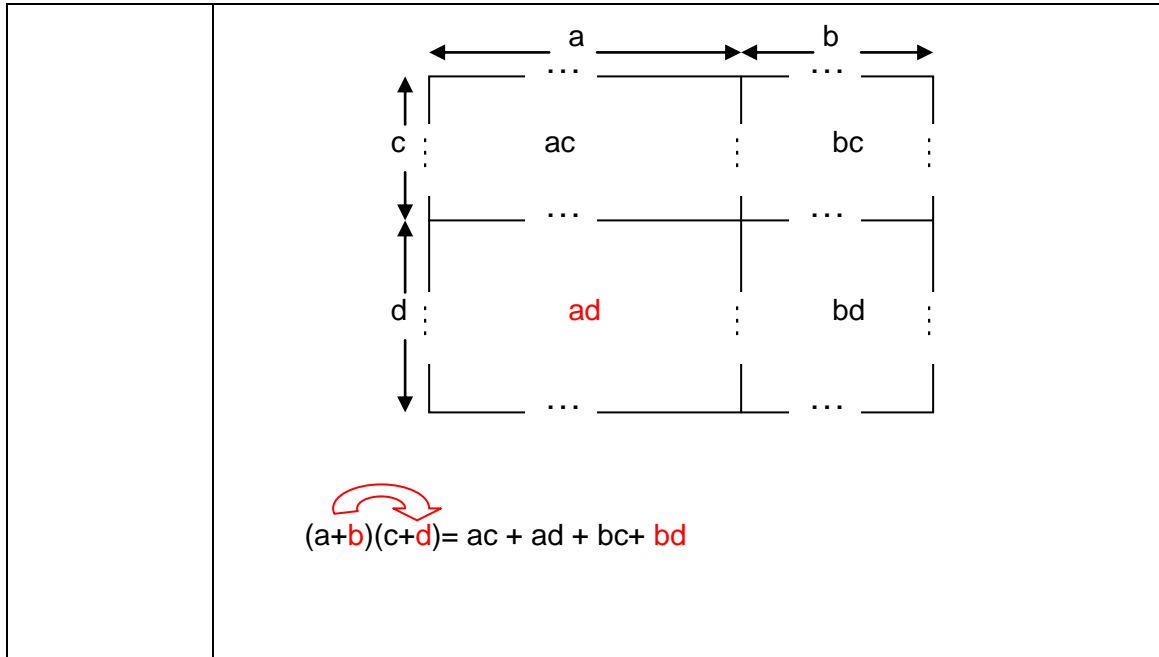 a b
... ...
c ac bc
... ...
d ad bd
... ...
(a+b)(c+d)= ac + ad + bc+ bd